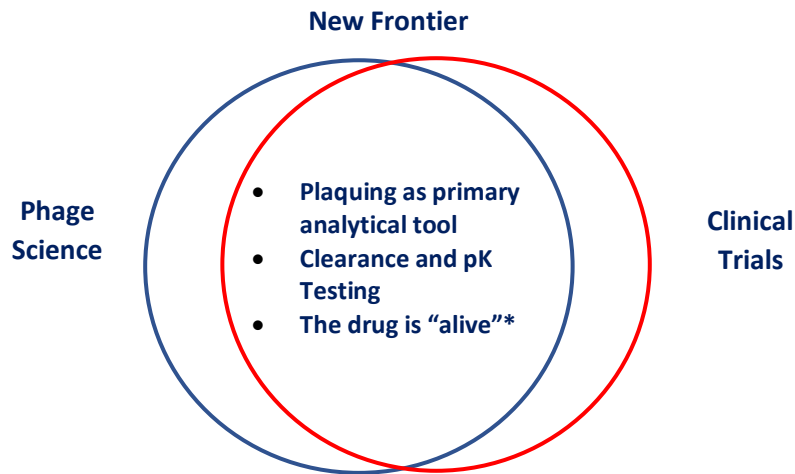 New Frontier
Phage
Science
• Plaquing as primary
analytical tool
• Clearance and pK
Testing
• The drug is “alive”*
Clinical
Trials